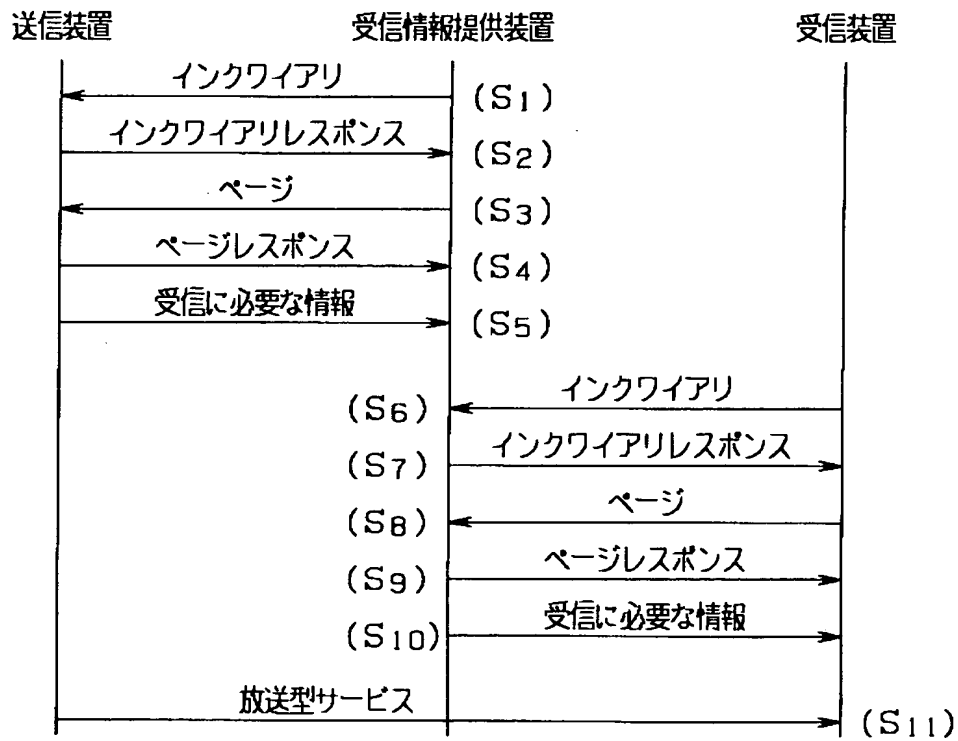 送信装置 受信情報提供装置 受信装置
インクワイアリ
(S1)
インクワイアリレスポンス
(S2)
ページ
(S3)
ページレスポンス
(S4)
受信に必要な情報
(S5)
インクワイアリ
(S6)
インクワイアリレスポンス
(S7)
ページ
(S8)
ページレスポンス
(S9)
受信に必要な情報
(S10)
放送型サービス
(S11)